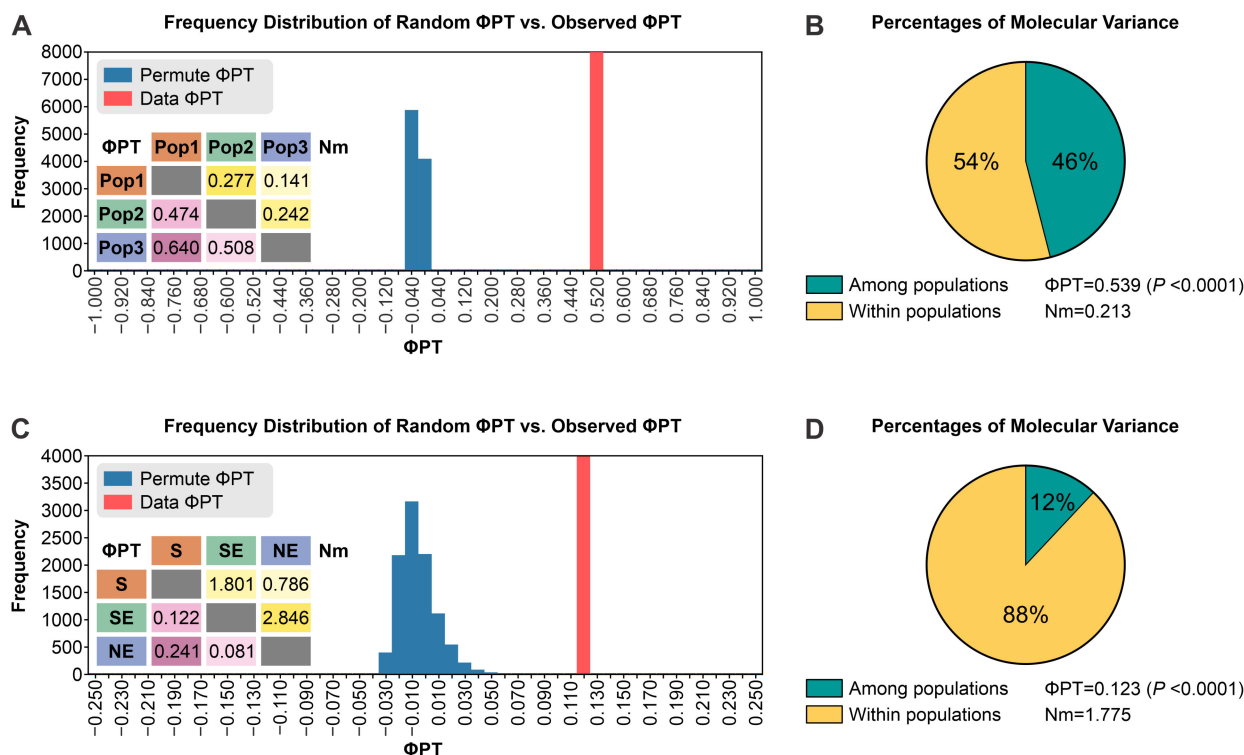 A
Frequency Distribution of Random ΦPT vs. Observed ΦPT
Frequency
8000
7000
6000
5000
4000
3000
2000
1000
0
Permute ΦPT
Data ΦPT
ΦPT Pop1 Pop2 Pop3 Nm
Pop1 0.277 0.141
Pop2 0.474 0.242
Pop3 0.640 0.508
−1.000 −0.920 −0.840 −0.760 −0.680 −0.600 −0.520 −0.440 −0.360 −0.280 −0.200 −0.120 −0.040 0.040 0.120 0.200 0.280 0.360 0.440 0.520 0.600 0.680 0.760 0.840 0.920 1.000
ΦPT
B
Percentages of Molecular Variance
54% 46%
Among populations ΦPT=0.539 (P <0.0001)
Within populations Nm=0.213
C
Frequency Distribution of Random ΦPT vs. Observed ΦPT
Frequency
4000
3500
3000
2500
2000
1500
1000
500
0
Permute ΦPT
Data ΦPT
ΦPT S SE NE Nm
S 1.801 0.786
SE 0.122 2.846
NE 0.241 0.081
−0.250 −0.230 −0.210 −0.190 −0.170 −0.150 −0.130 −0.110 −0.090 −0.070 −0.050 −0.030 −0.010 0.010 0.030 0.050 0.070 0.090 0.110 0.130 0.150 0.170 0.190 0.210 0.230 0.250
ΦPT
D
Percentages of Molecular Variance
12%
88%
Among populations ΦPT=0.123 (P <0.0001)
Within populations Nm=1.775